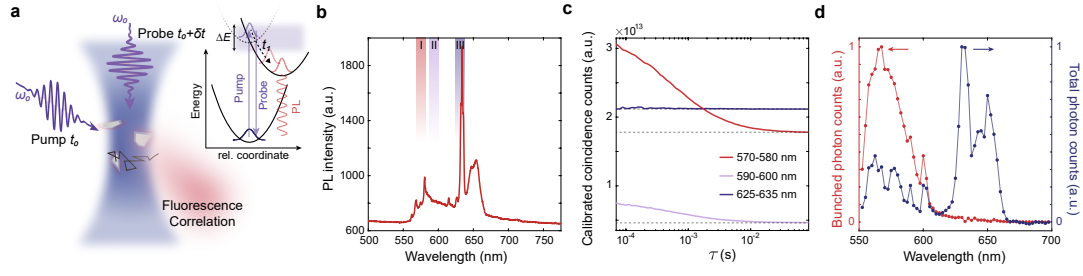 a
ω₀
Probe t₀+δt
ω₀
Pump t₀
Fluorescence
Correlation
ΔE
t₁
Energy
Pump
Probe
PL
rel. coordinate
b
I II III
1800
1400
1000
600
PL intensity (a.u.)
500 550 600 650 700 750
Wavelength (nm)
c
×10¹³
3
2
1
0
Calibrated coincidence counts (a.u.)
570-580 nm
590-600 nm
625-635 nm
10⁻⁴ 10⁻³ 10⁻²
τ (s)
d
1
0
Bunched photon counts (a.u.)
1
0
Total photon counts (a.u.)
550 600 650 700
Wavelength (nm)